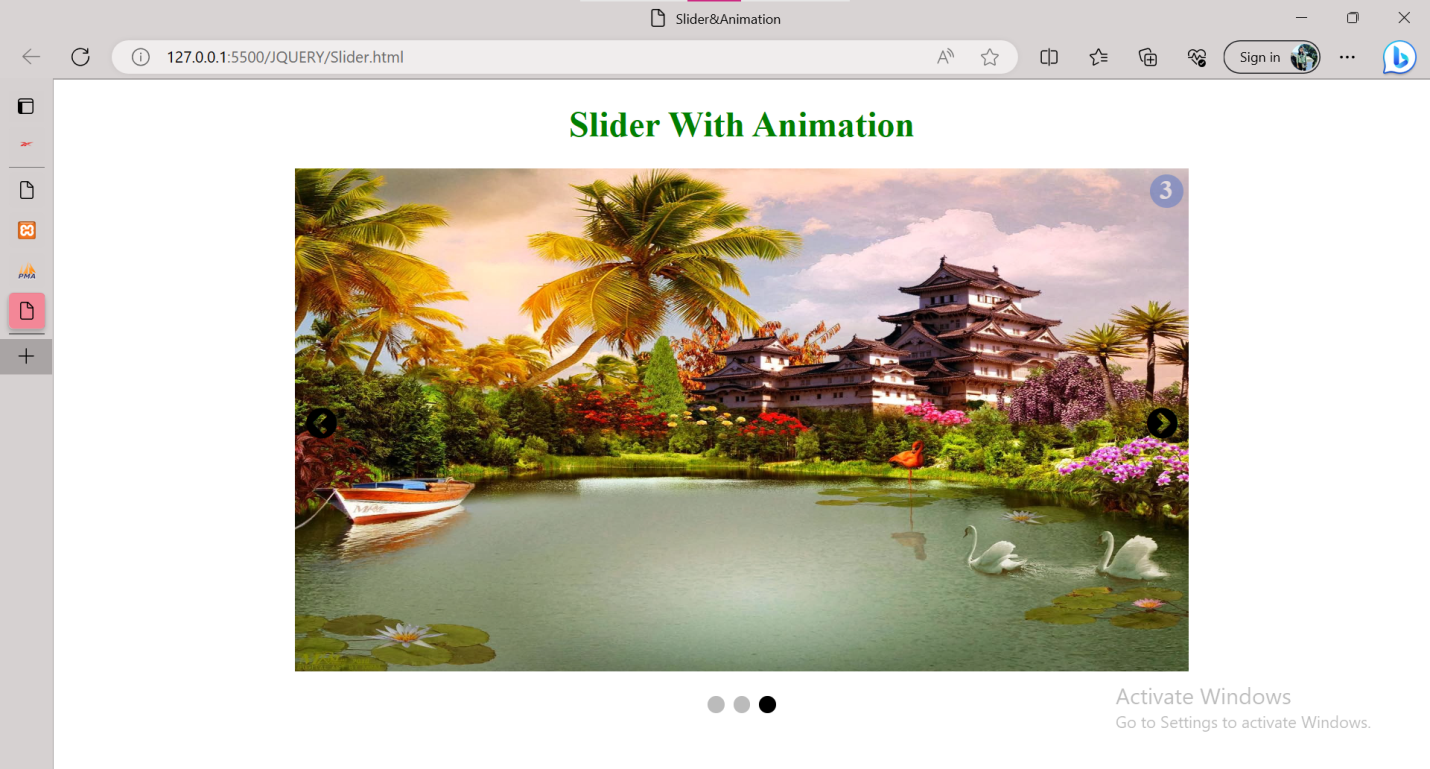 Slider&Animation
127.0.0.1:5500/JQUERY/Slider.html
Sign in
PMA
Slider With Animation
3
Activate Windows
Go to Settings to activate Windows.